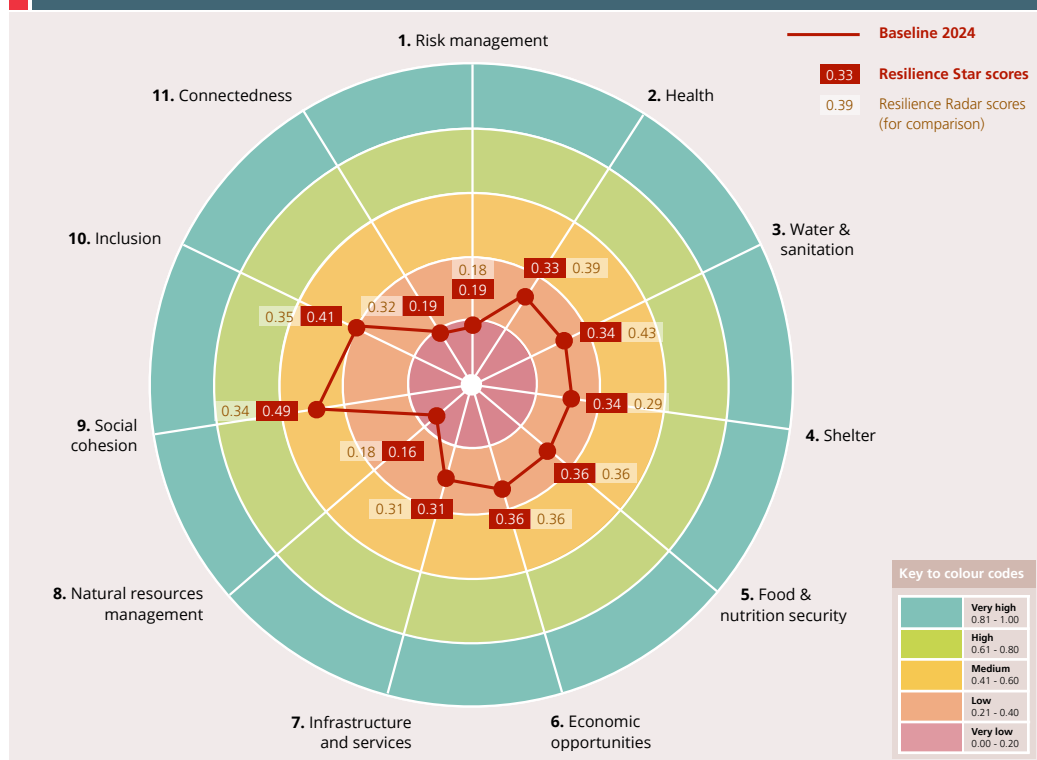 1. Risk management
Baseline 2024
0.33 Resilience Star scores
0.39 Resilience Radar scores
(for comparison)
11. Connectedness
2. Health
10. Inclusion
3. Water &
sanitation
0.18
0.19
0.33 0.39
0.32 0.19
0.35 0.41
0.34 0.43
0.34 0.49
0.34 0.29
9. Social
cohesion
4. Shelter
0.18 0.16
0.36 0.36
0.31 0.31
0.36 0.36
8. Natural resources
management
5. Food &
nutrition security
7. Infrastructure
and services
6. Economic
opportunities
Key to colour codes
Very high
0.81 - 1.00
High
0.61 - 0.80
Medium
0.41 - 0.60
Low
0.21 - 0.40
Very low
0.00 - 0.20